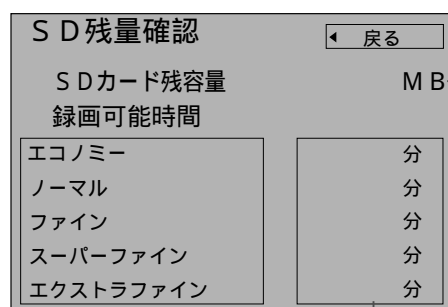 ＳＤ残量確認
戻る
ＳＤカード残容量 ＭＢ
録画可能時間
エコノミー 分
ノーマル 分
ファイン 分
スーパーファイン 分
エクストラファイン 分